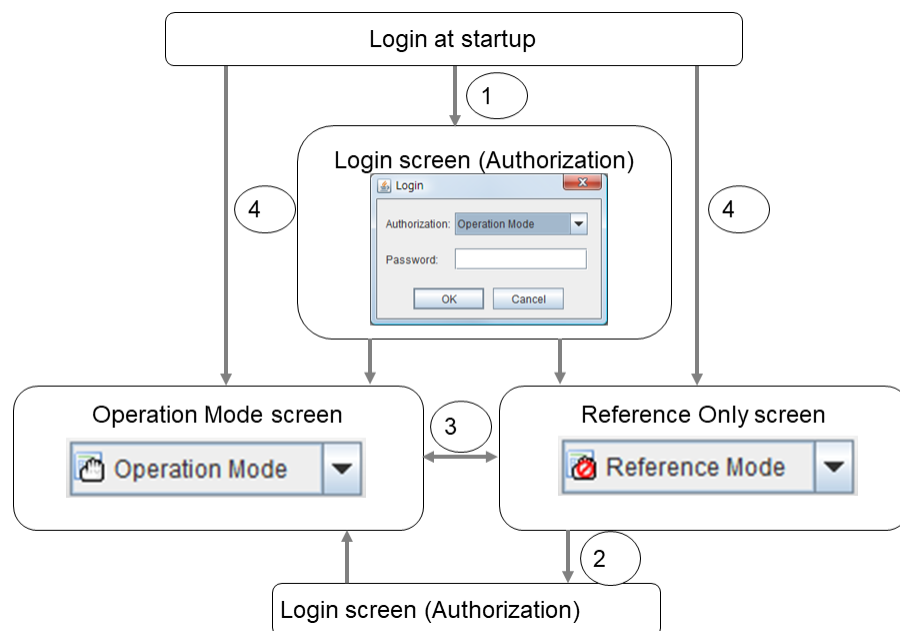 Login at startup
1
Login screen (Authorization)
Login
Authorization: Operation Mode
Password:
OK Cancel
4
4
Operation Mode screen
Operation Mode
3
Reference Only screen
Reference Mode
2
Login screen (Authorization)